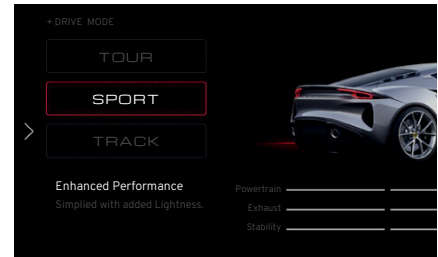 + DRIVE MODE
TOUR
SPORT
TRACK
Enhanced Performance
Simplied with added Lightness.
Powertrain
Exhaust
Stability